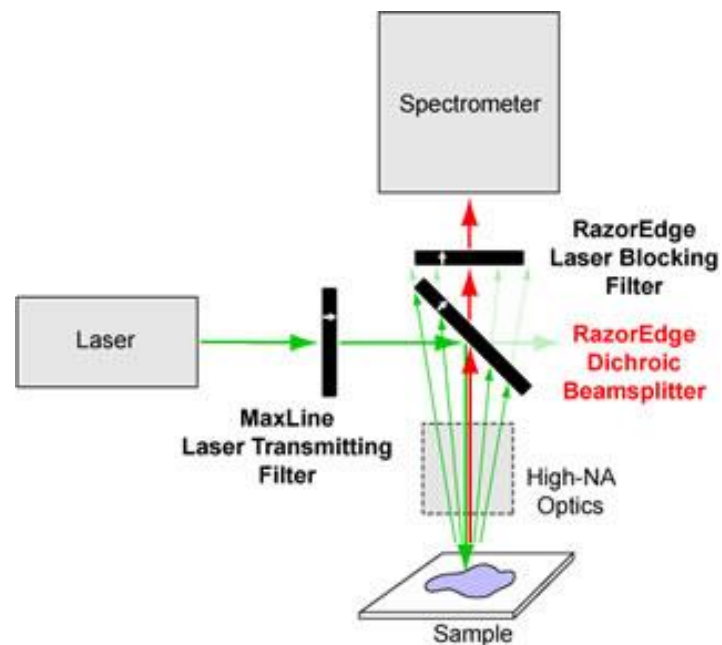 Spectrometer
RazorEdge
Laser Blocking
Filter
Laser
RazorEdge
Dichroic
Beamsplitter
MaxLine
Laser Transmitting
Filter
High-NA
Optics
Sample